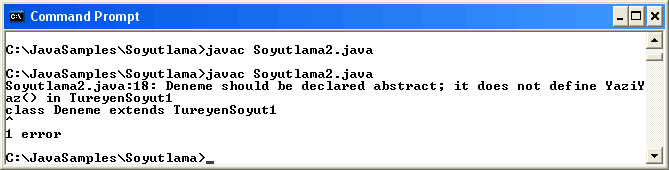 Command Prompt
C:\JavaSamples\Soyutlama>javac Soyutlama2.java
C:\JavaSamples\Soyutlama>javac Soyutlama2.java
Soyutlama2.java:18: Deneme should be declared abstract; it does not define YaziY
az() in TureyenSoyut1
class Deneme extends TureyenSoyut1
^
1 error
C:\JavaSamples\Soyutlama>_